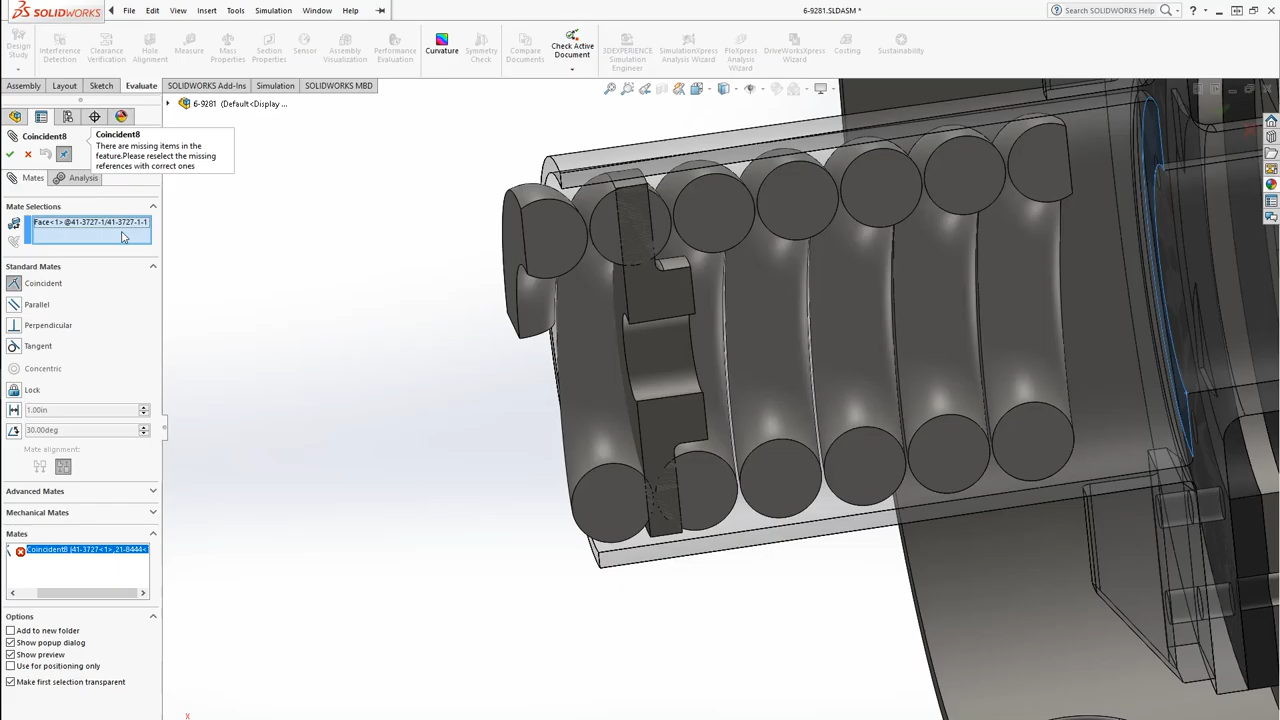 SOLIDWORKS
File Edit View Insert Tools Simulation Window Help
6-9281.SLDASM *
Search SOLIDWORKS Help
Design Study
Interference Detection
Clearance Verification
Hole Alignment
Measure
Mass Properties
Section Properties
Sensor
Assembly Visualization
Performance Evaluation
Curvature
Symmetry Check
Compare Documents
Check Active Document
3DEXPERIENCE Simulation Engineer
SimulationXpress Analysis Wizard
FloXpress Analysis Wizard
DriveWorksXpress Wizard
Costing
Sustainability
Assembly Layout Sketch Evaluate SOLIDWORKS Add-Ins Simulation SOLIDWORKS MBD
6-9281 (Default<Display ...
Coincident8
Coincident8
There are missing items in the
feature.Please reselect the missing
references with correct ones
Mates Analysis
Mate Selections
Face<1>@41-3727-1/41-3727-1-1
Standard Mates
Coincident
Parallel
Perpendicular
Tangent
Concentric
Lock
1.00in
30.00deg
Mate alignment:
Advanced Mates
Mechanical Mates
Mates
Coincident8 (41-3727<1>,21-8444<
Options
Add to new folder
Show popup dialog
Show preview
Use for positioning only
Make first selection transparent
x